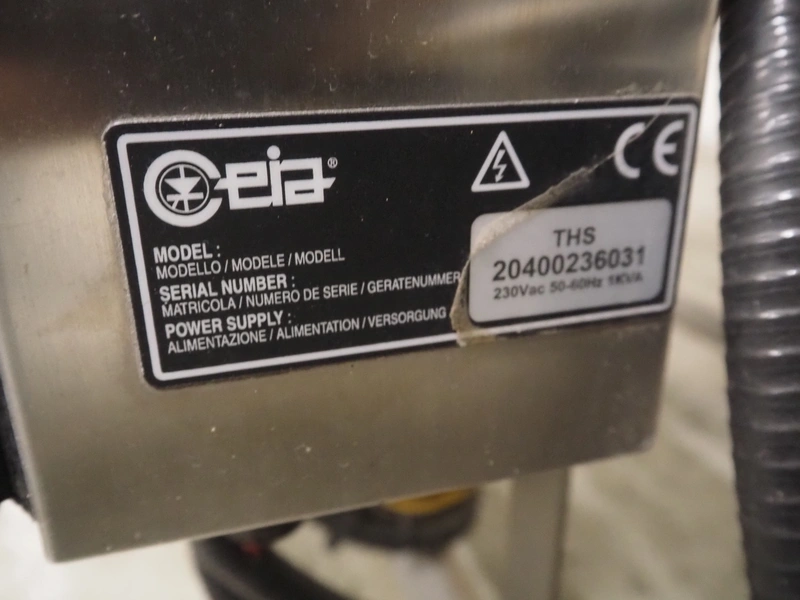 Ceia®
CE
MODEL :
MODELLO / MODELE / MODELL
THS
SERIAL NUMBER :
MATRICOLA / NUMERO DE SERIE / GERATENUMMER
20400236031
POWER SUPPLY :
ALIMENTAZIONE / ALIMENTATION / VERSORGUNG
230Vac 50-60Hz 1KVA